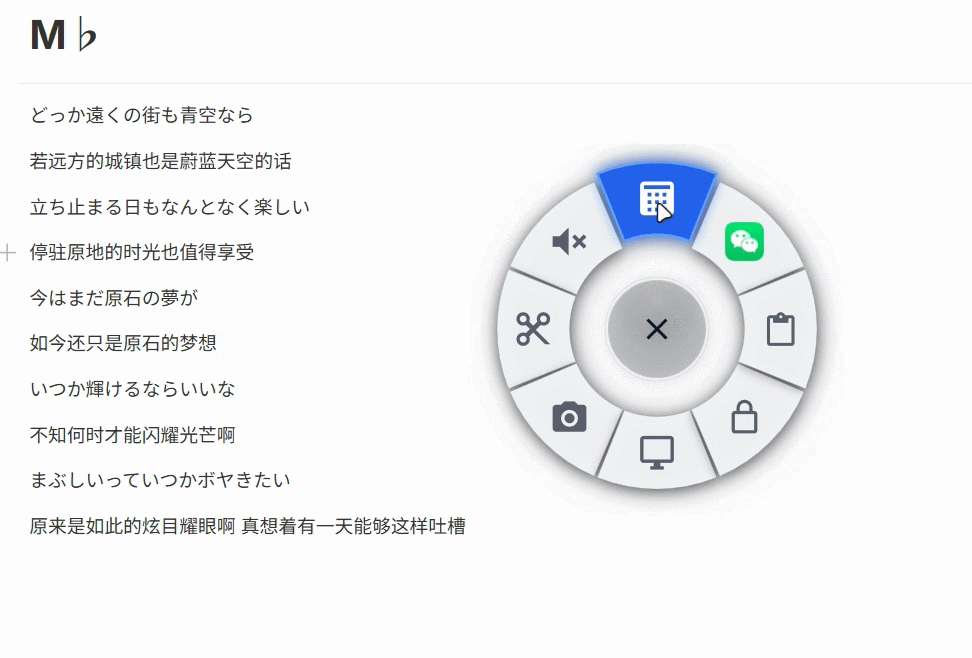 M♭
どっか遠くの街も青空なら
若远方的城镇也是蔚蓝天空的话
立ち止まる日もなんとなく楽しい
停驻原地的时光也值得享受
今はまだ原石の夢が
如今还只是原石的梦想
いつか輝けるならいいな
不知何时才能闪耀光芒啊
まぶしいっていつかボヤきたい
原来是如此的炫目耀眼啊 真想着有一天能够这样吐槽